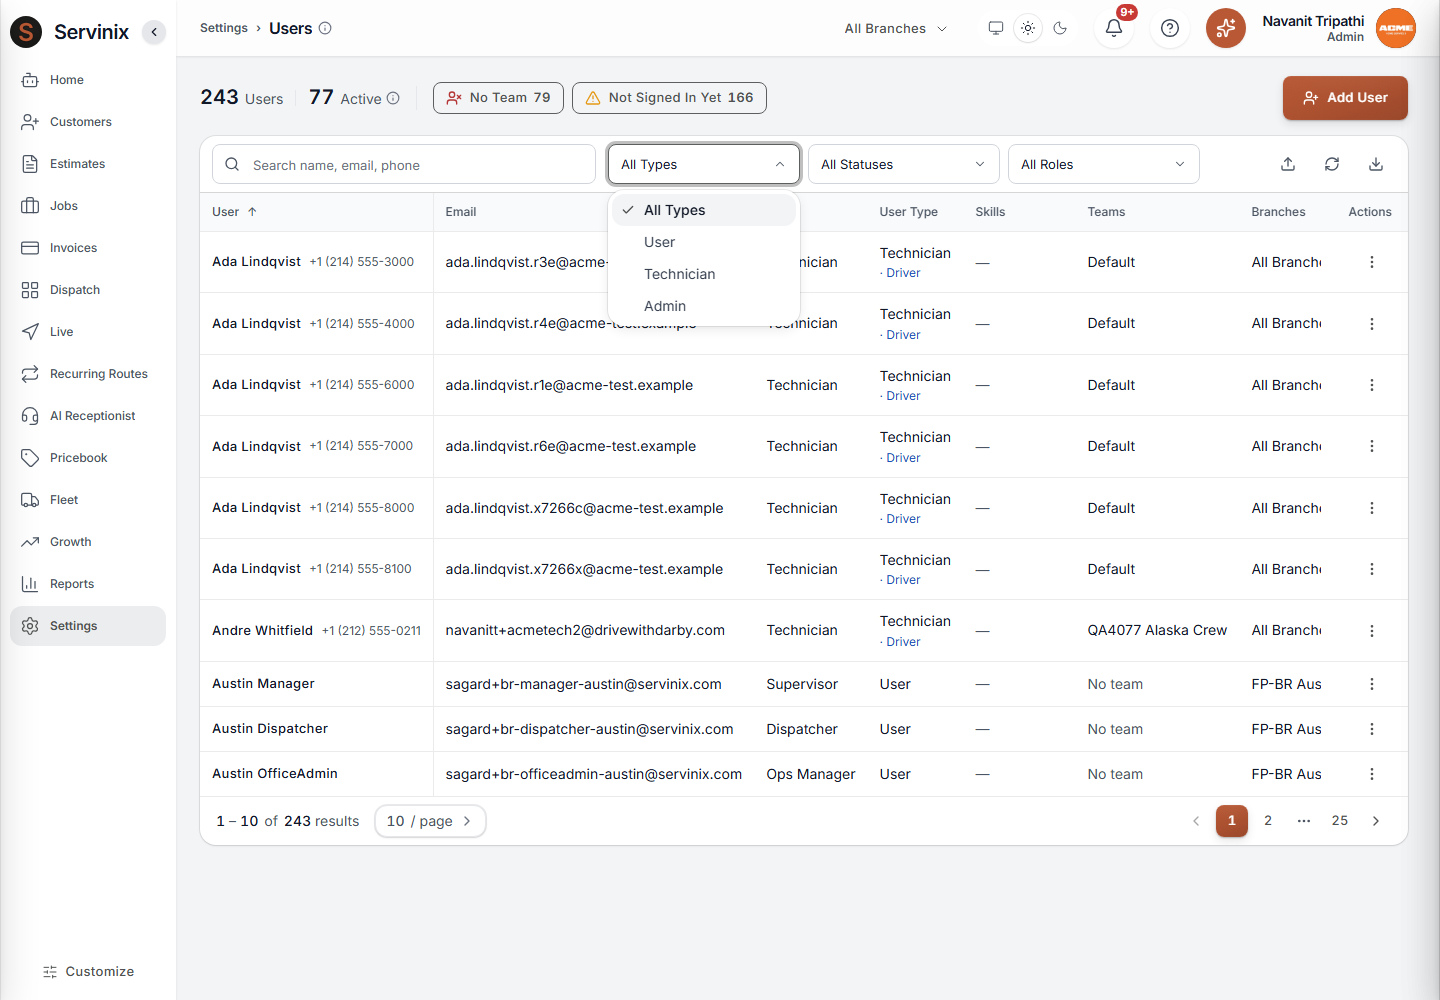 S Servinix
Settings › Users
All Branches
9+
Navanit Tripathi
Admin
ACME
Home
Customers
Estimates
Jobs
Invoices
Dispatch
Live
Recurring Routes
AI Receptionist
Pricebook
Fleet
Growth
Reports
Settings
Customize
243 Users 77 Active No Team 79 Not Signed In Yet 166 Add User
Search name, email, phone All Types All Statuses All Roles
All Types
User
Technician
Admin
User Email User Type Skills Teams Branches Actions
Ada Lindqvist +1 (214) 555-3000 ada.lindqvist.r3e@acme- nician Technician · Driver — Default All Branche
Ada Lindqvist +1 (214) 555-4000 ada.lindqvist.r4e@acme-test.example Technician Technician · Driver — Default All Branche
Ada Lindqvist +1 (214) 555-6000 ada.lindqvist.r1e@acme-test.example Technician Technician · Driver — Default All Branche
Ada Lindqvist +1 (214) 555-7000 ada.lindqvist.r6e@acme-test.example Technician Technician · Driver — Default All Branche
Ada Lindqvist +1 (214) 555-8000 ada.lindqvist.x7266c@acme-test.example Technician Technician · Driver — Default All Branche
Ada Lindqvist +1 (214) 555-8100 ada.lindqvist.x7266x@acme-test.example Technician Technician · Driver — Default All Branche
Andre Whitfield +1 (212) 555-0211 navanitt+acmetech2@drivewithdarby.com Technician Technician · Driver — QA4077 Alaska Crew All Branche
Austin Manager sagard+br-manager-austin@servinix.com Supervisor User — No team FP-BR Aus
Austin Dispatcher sagard+br-dispatcher-austin@servinix.com Dispatcher User — No team FP-BR Aus
Austin OfficeAdmin sagard+br-officeadmin-austin@servinix.com Ops Manager User — No team FP-BR Aus
1 – 10 of 243 results 10 / page 1 2 ··· 25